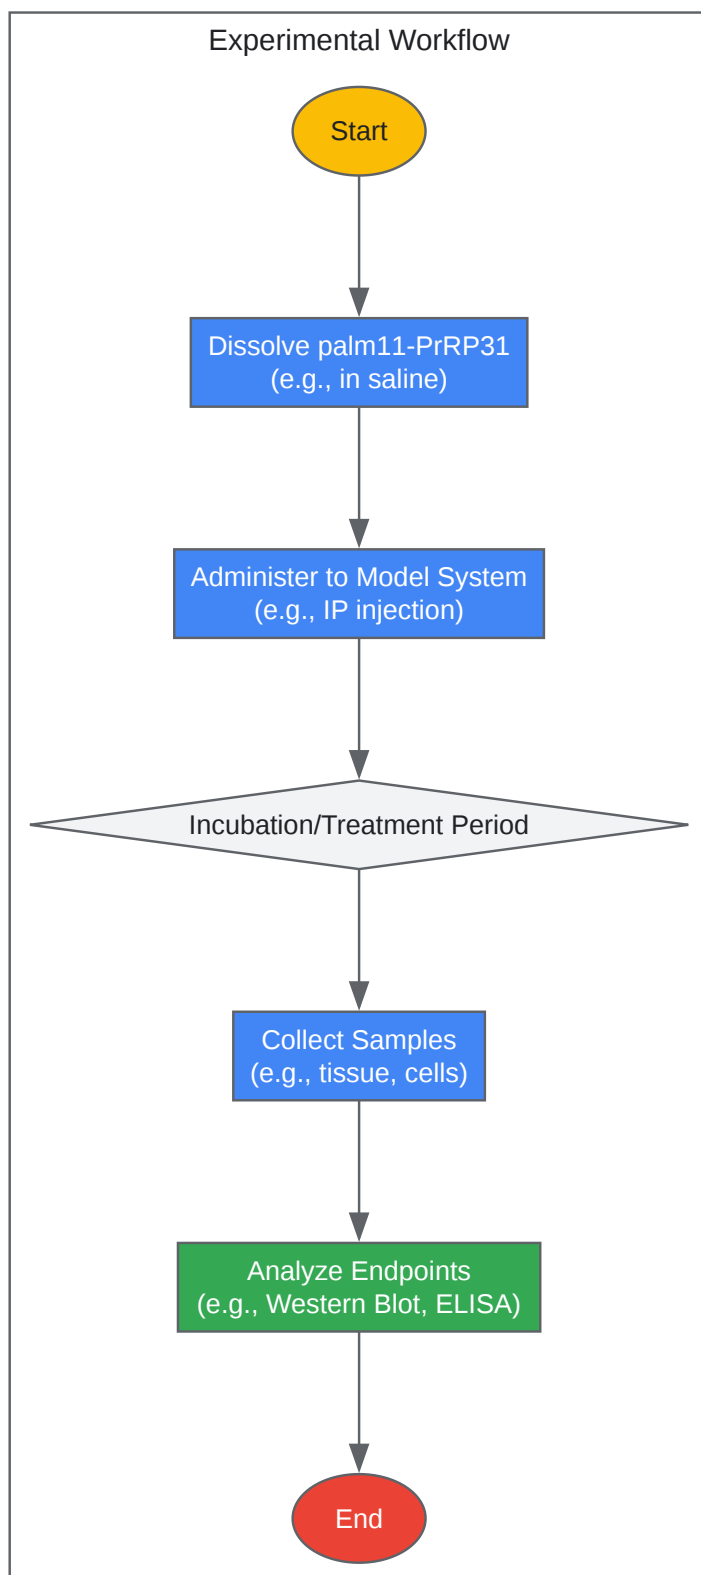 Experimental Workflow
Start
Dissolve palm11-PrRP31
(e.g., in saline)
Administer to Model System
(e.g., IP injection)
Incubation/Treatment Period
Collect Samples
(e.g., tissue, cells)
Analyze Endpoints
(e.g., Western Blot, ELISA)
End